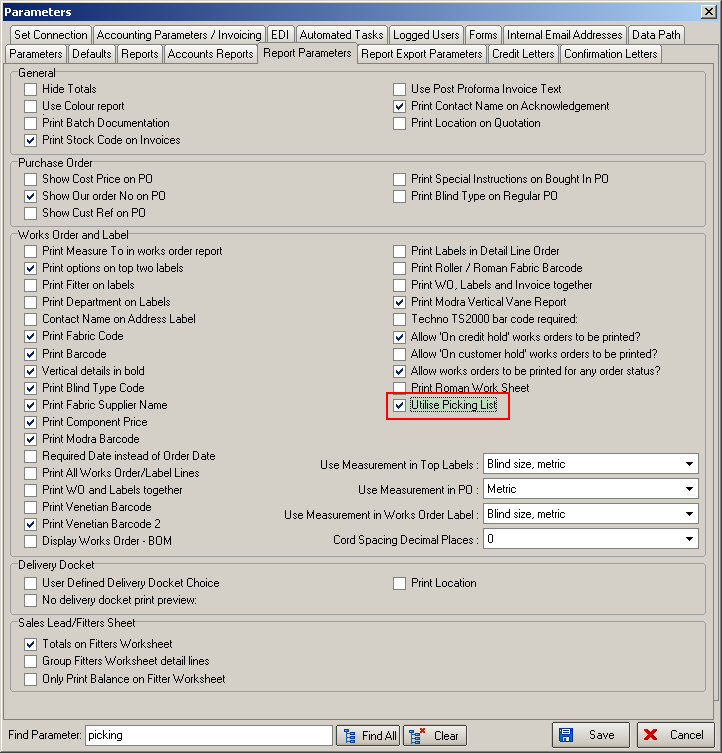 Parameters
Set Connection Accounting Parameters / Invoicing EDI Automated Tasks Logged Users Forms Internal Email Addresses Data Path
Parameters Defaults Reports Accounts Reports Report Parameters Report Export Parameters Credit Letters Confirmation Letters
General
Hide Totals
Use Colour report
Print Batch Documentation
Print Stock Code on Invoices
Use Post Proforma Invoice Text
Print Contact Name on Acknowledgement
Print Location on Quotation
Purchase Order
Show Cost Price on PO
Show Our order No on PO
Show Cust Ref on PO
Print Special Instructions on Bought In PO
Print Blind Type on Regular PO
Works Order and Label
Print Measure To in works order report
Print options on top two labels
Print Fitter on labels
Print Department on Labels
Contact Name on Address Label
Print Fabric Code
Print Barcode
Vertical details in bold
Print Blind Type Code
Print Fabric Supplier Name
Print Component Price
Print Modra Barcode
Required Date instead of Order Date
Print All Works Order/Label Lines
Print WO and Labels together
Print Venetian Barcode
Print Venetian Barcode 2
Display Works Order - BOM
Print Labels in Detail Line Order
Print Roller / Roman Fabric Barcode
Print WO, Labels and Invoice together
Print Modra Vertical Vane Report
Techno TS2000 bar code required:
Allow 'On credit hold' works orders to be printed?
Allow 'On customer hold' works orders to be printed?
Allow works orders to be printed for any order status?
Print Roman Work Sheet
Utilise Picking List
Use Measurement in Top Labels : Blind size, metric
Use Measurement in PO : Metric
Use Measurement in Works Order Label : Blind size, metric
Cord Spacing Decimal Places : 0
Delivery Docket
User Defined Delivery Docket Choice
No delivery docket print preview:
Print Location
Sales Lead/Fitters Sheet
Totals on Fitters Worksheet
Group Fitters Worksheet detail lines
Only Print Balance on Fitter Worksheet
Find Parameter: picking Find All Clear Save Cancel